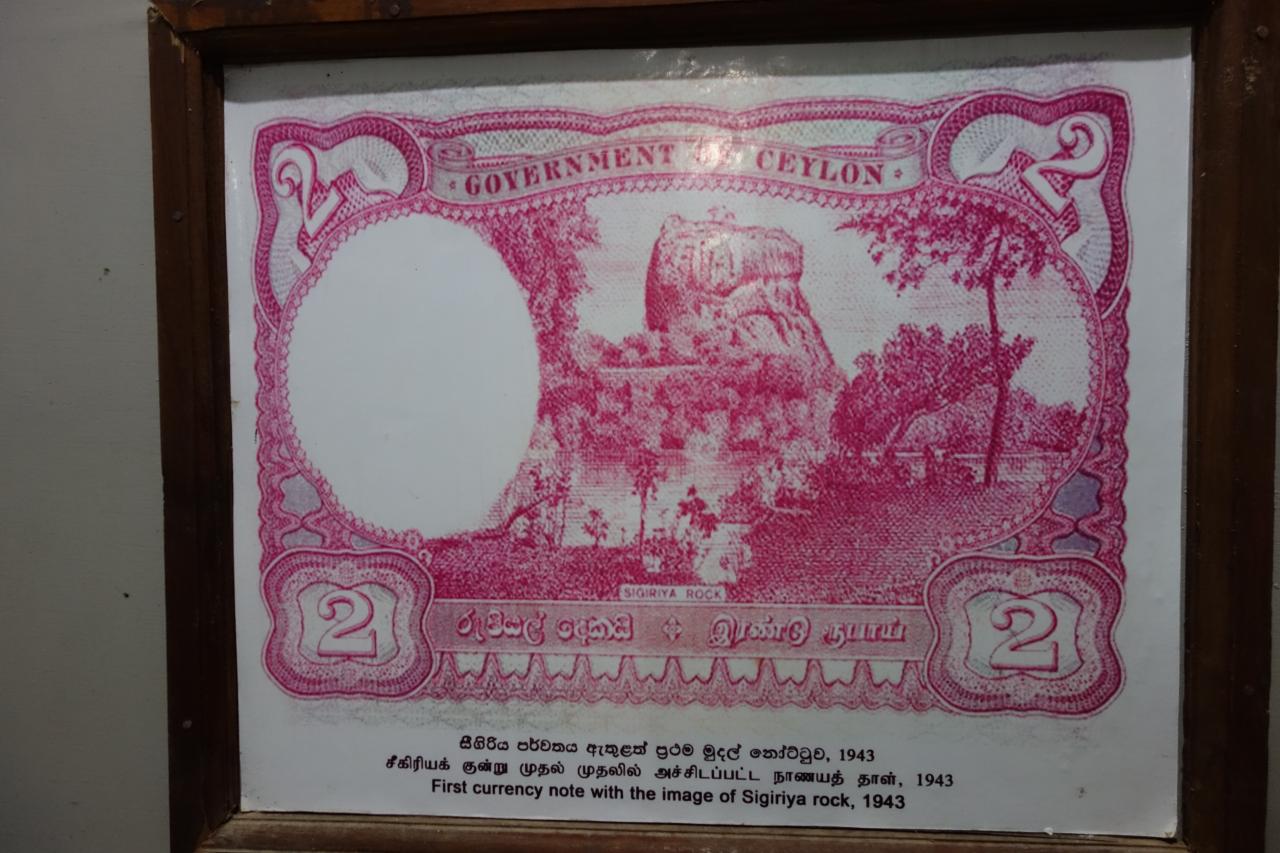 2 2
GOVERNMENT OF CEYLON
SIGIRIYA ROCK
2 රුපියල් දෙකයි இரண்டு ரூபாய் 2
සීගිරිය පර්වතය ඇතුළත් ප්‍රථම මුදල් නෝට්ටුව, 1943
சீகிரியக் குன்று முதல் முதலில் அச்சிடப்பட்ட நாணயத் தாள், 1943
First currency note with the image of Sigiriya rock, 1943